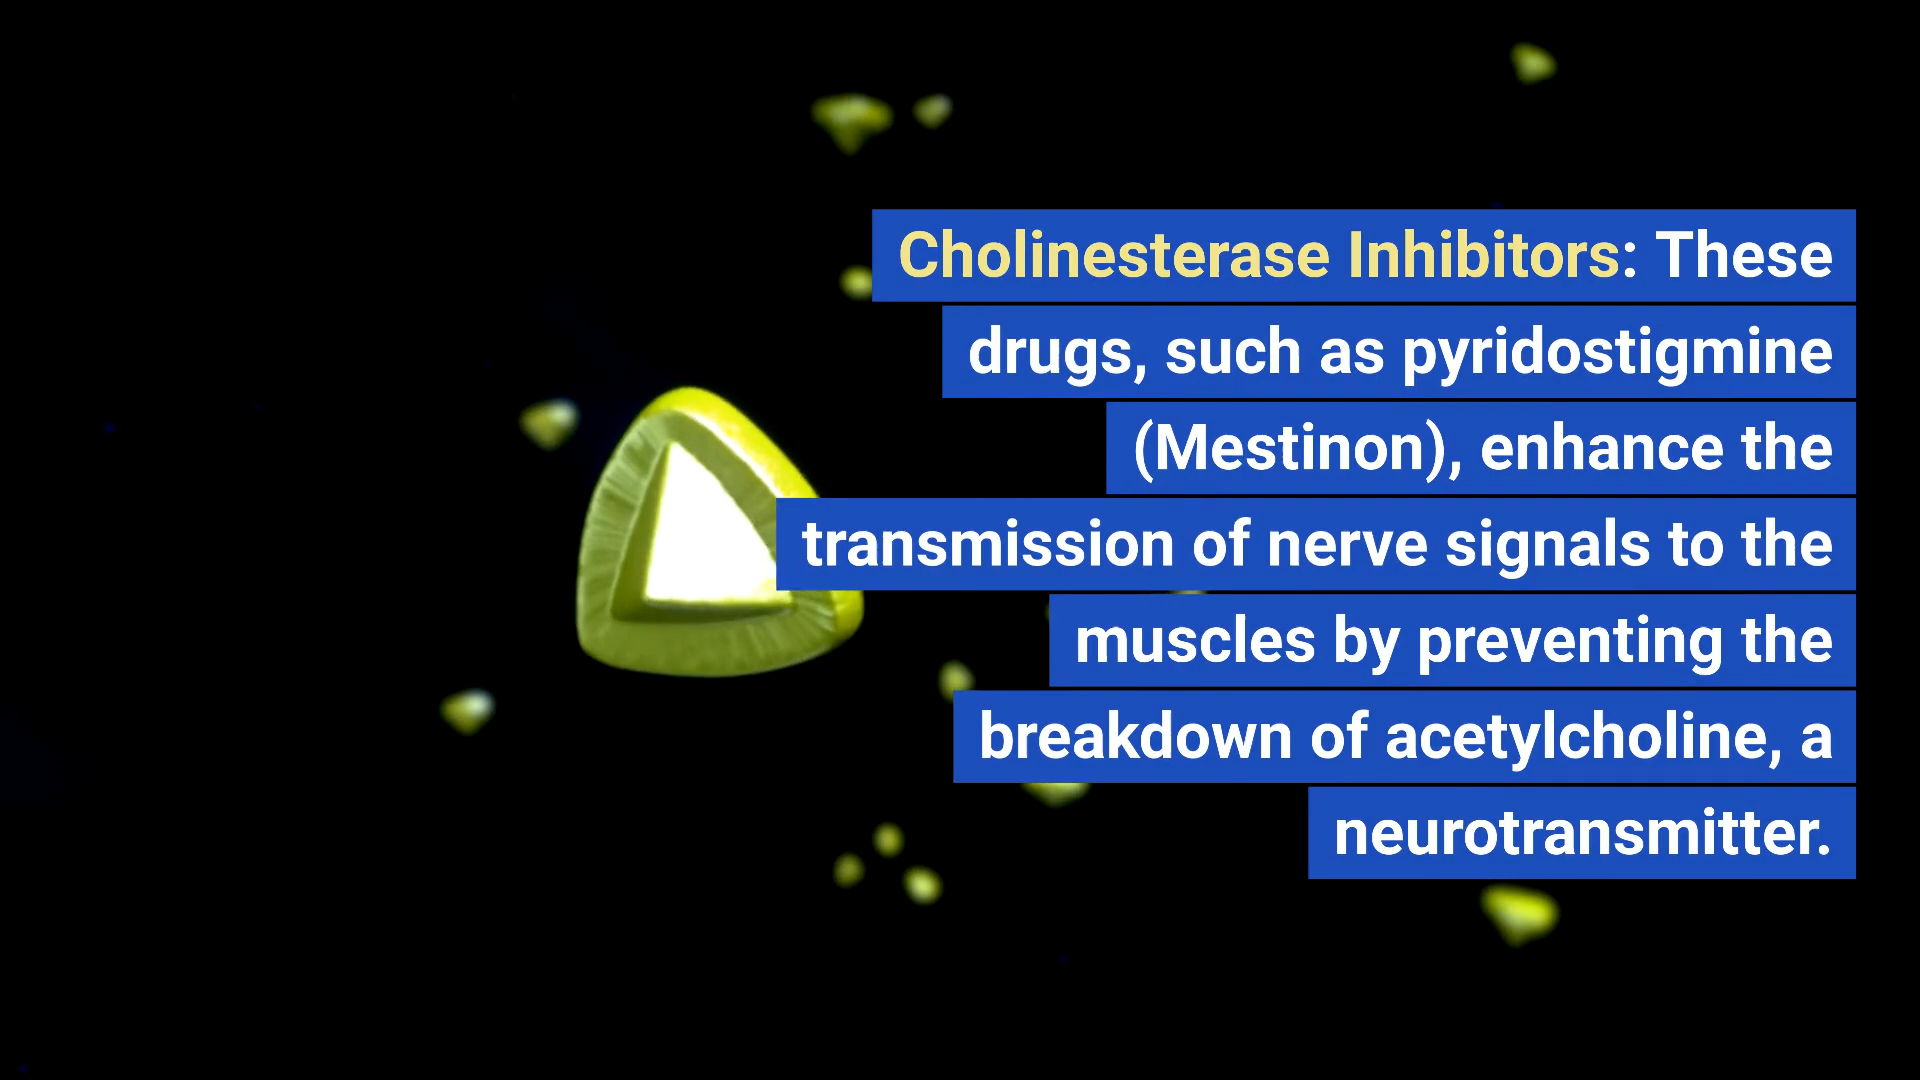 Cholinesterase Inhibitors: These
drugs, such as pyridostigmine
(Mestinon), enhance the
transmission of nerve signals to the
muscles by preventing the
breakdown of acetylcholine, a
neurotransmitter.